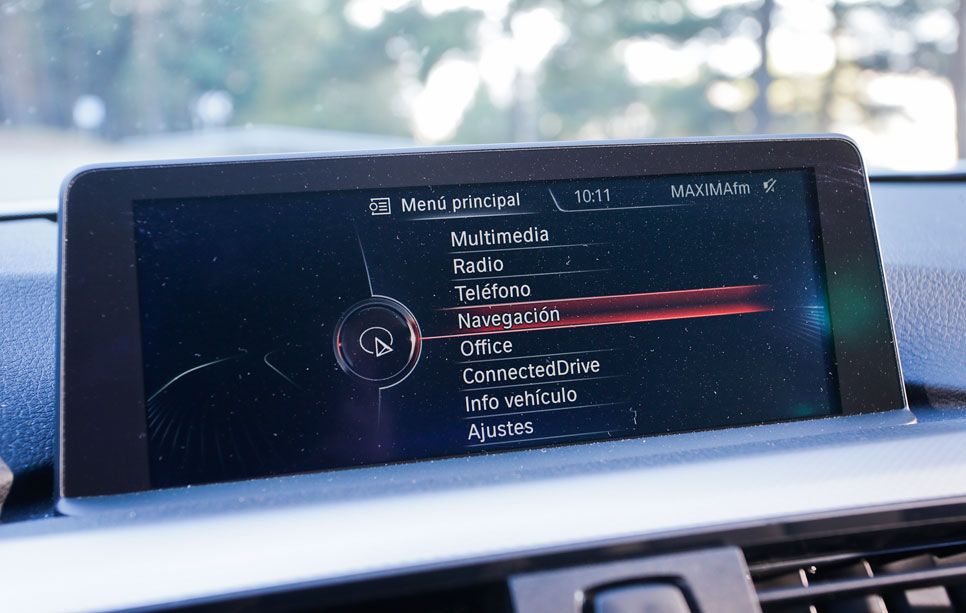 Menú principal 10:11 MAXIMAfm
Multimedia
Radio
Teléfono
Navegación
Office
ConnectedDrive
Info vehículo
Ajustes